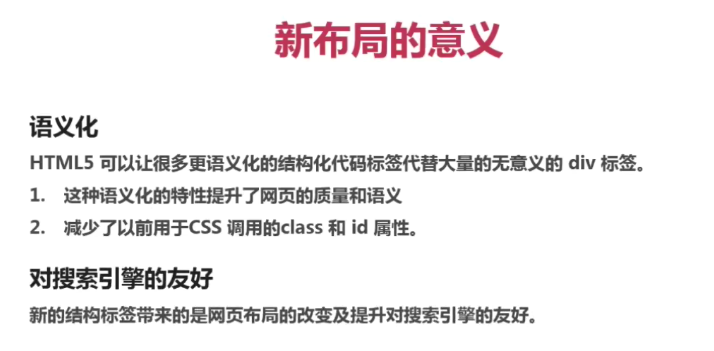 新布局的意义
语义化
HTML5 可以让很多更语义化的结构化代码标签代替大量的无意义的 div 标签。
1. 这种语义化的特性提升了网页的质量和语义
2. 减少了以前用于CSS 调用的class 和 id 属性。
对搜索引擎的友好
新的结构标签带来的是网页布局的改变及提升对搜索引擎的友好。